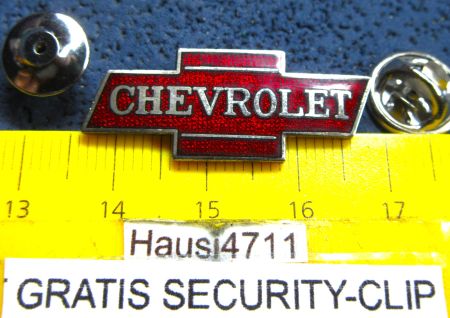 CHEVROLET
13 14 15 16 17
Hausi4711
GRATIS SECURITY-CLIP